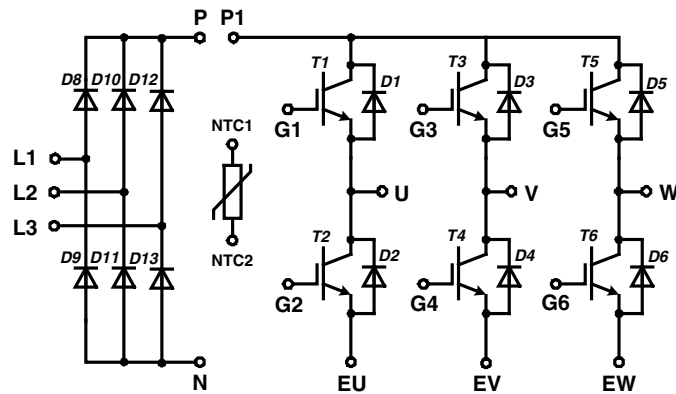 P P1
D8 D10 D12
T1 D1 T3 D3 T5 D5
G1 G3 G5
L1
L2
L3
NTC1
NTC2
U V W
D9 D11 D13
T2 D2 T4 D4 T6 D6
G2 G4 G6
N EU EV EW